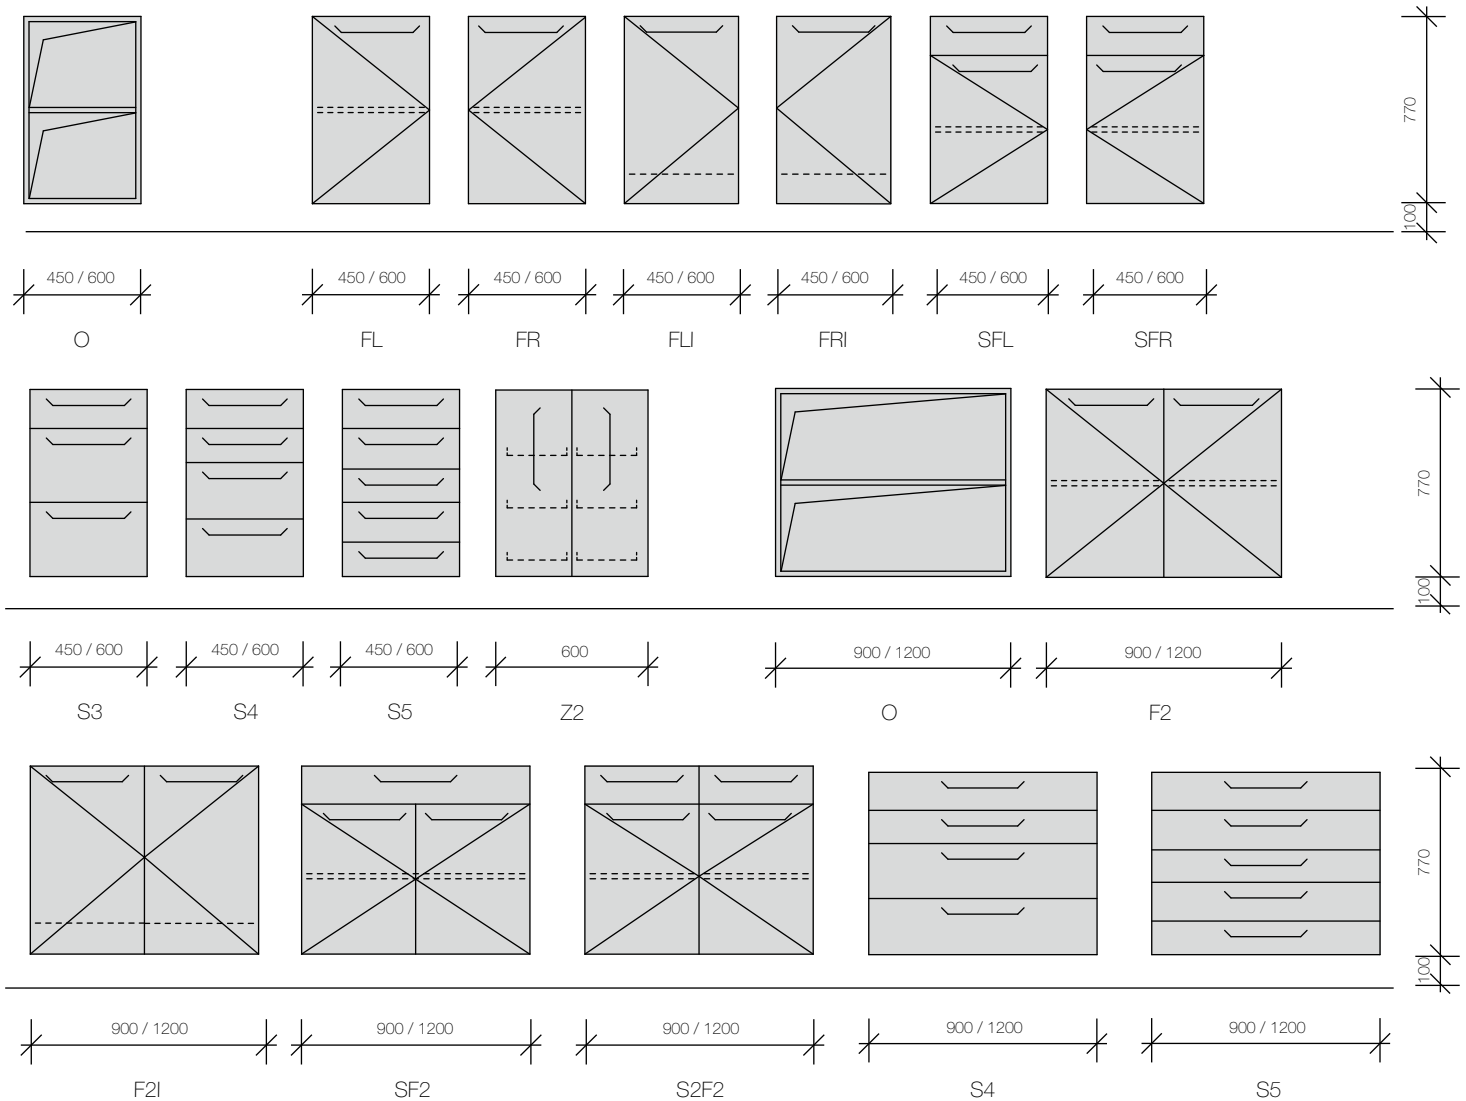 770
100
450 / 600 450 / 600 450 / 600 450 / 600 450 / 600 450 / 600 450 / 600
O FL FR FLI FRI SFL SFR
770
100
450 / 600 450 / 600 450 / 600 600 900 / 1200 900 / 1200
S3 S4 S5 Z2 O F2
770
100
900 / 1200 900 / 1200 900 / 1200 900 / 1200 900 / 1200
F2I SF2 S2F2 S4 S5